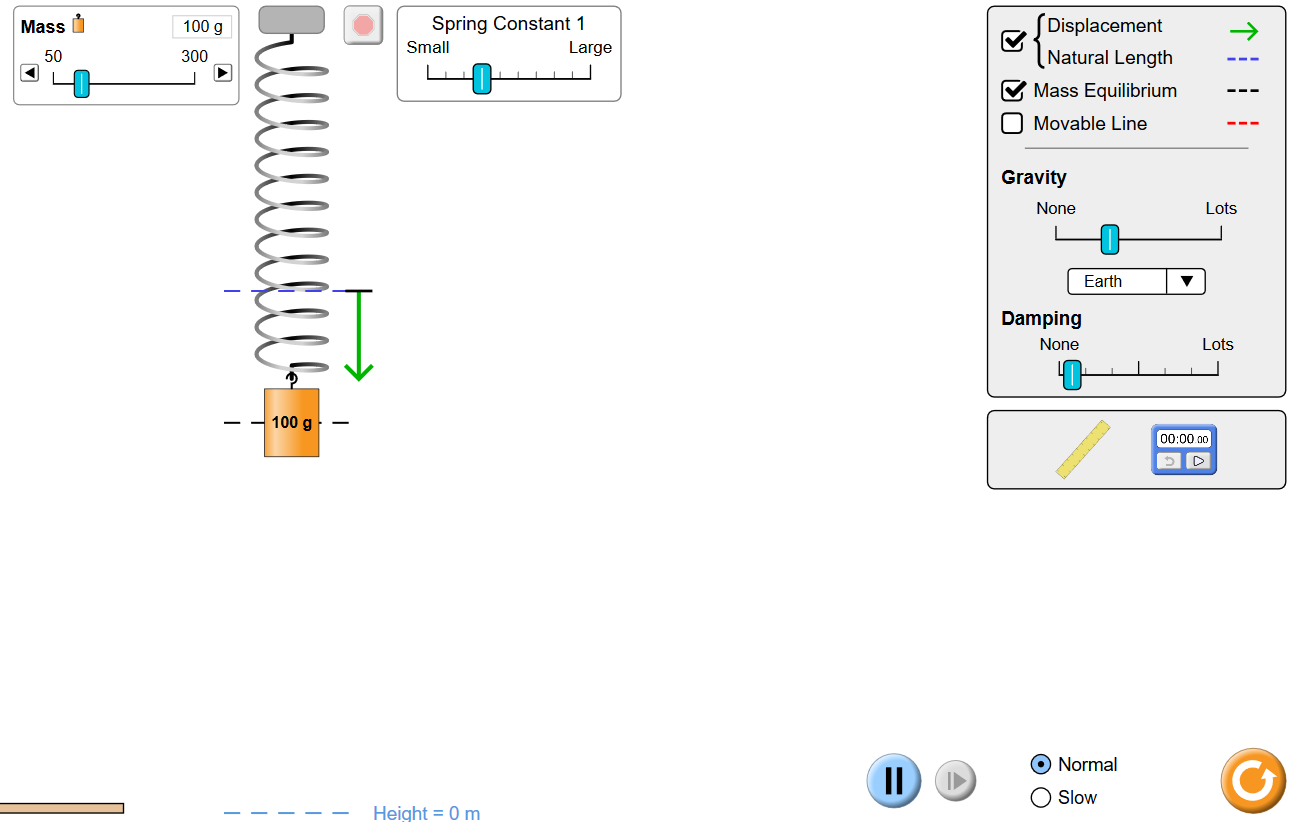 Mass 100 g
50 300
Spring Constant 1
Small Large
100 g
Height = 0 m
Displacement
Natural Length
Mass Equilibrium
Movable Line
Gravity
None Lots
Earth
Damping
None Lots
00:00.00
Normal
Slow